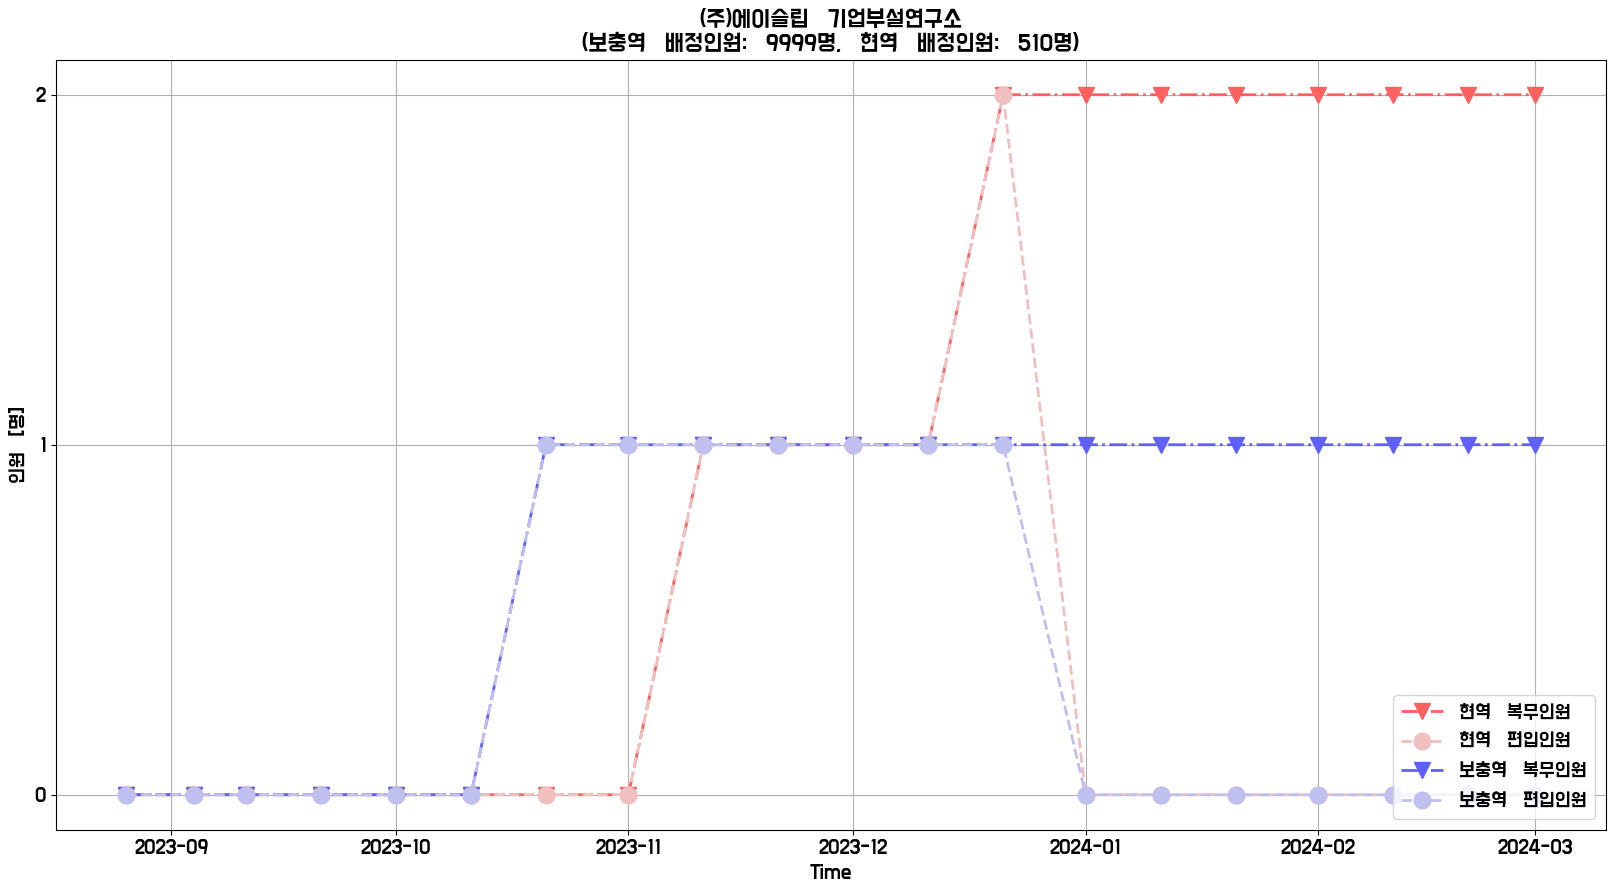 (주)에이슬립 기업부설연구소
(보충역 배정인원: 9999명, 현역 배정인원: 510명)
인원 [명]
2
1
0
2023-09
2023-10
2023-11
2023-12
2024-01
2024-02
2024-03
Time
현역 복무인원
현역 편입인원
보충역 복무인원
보충역 편입인원